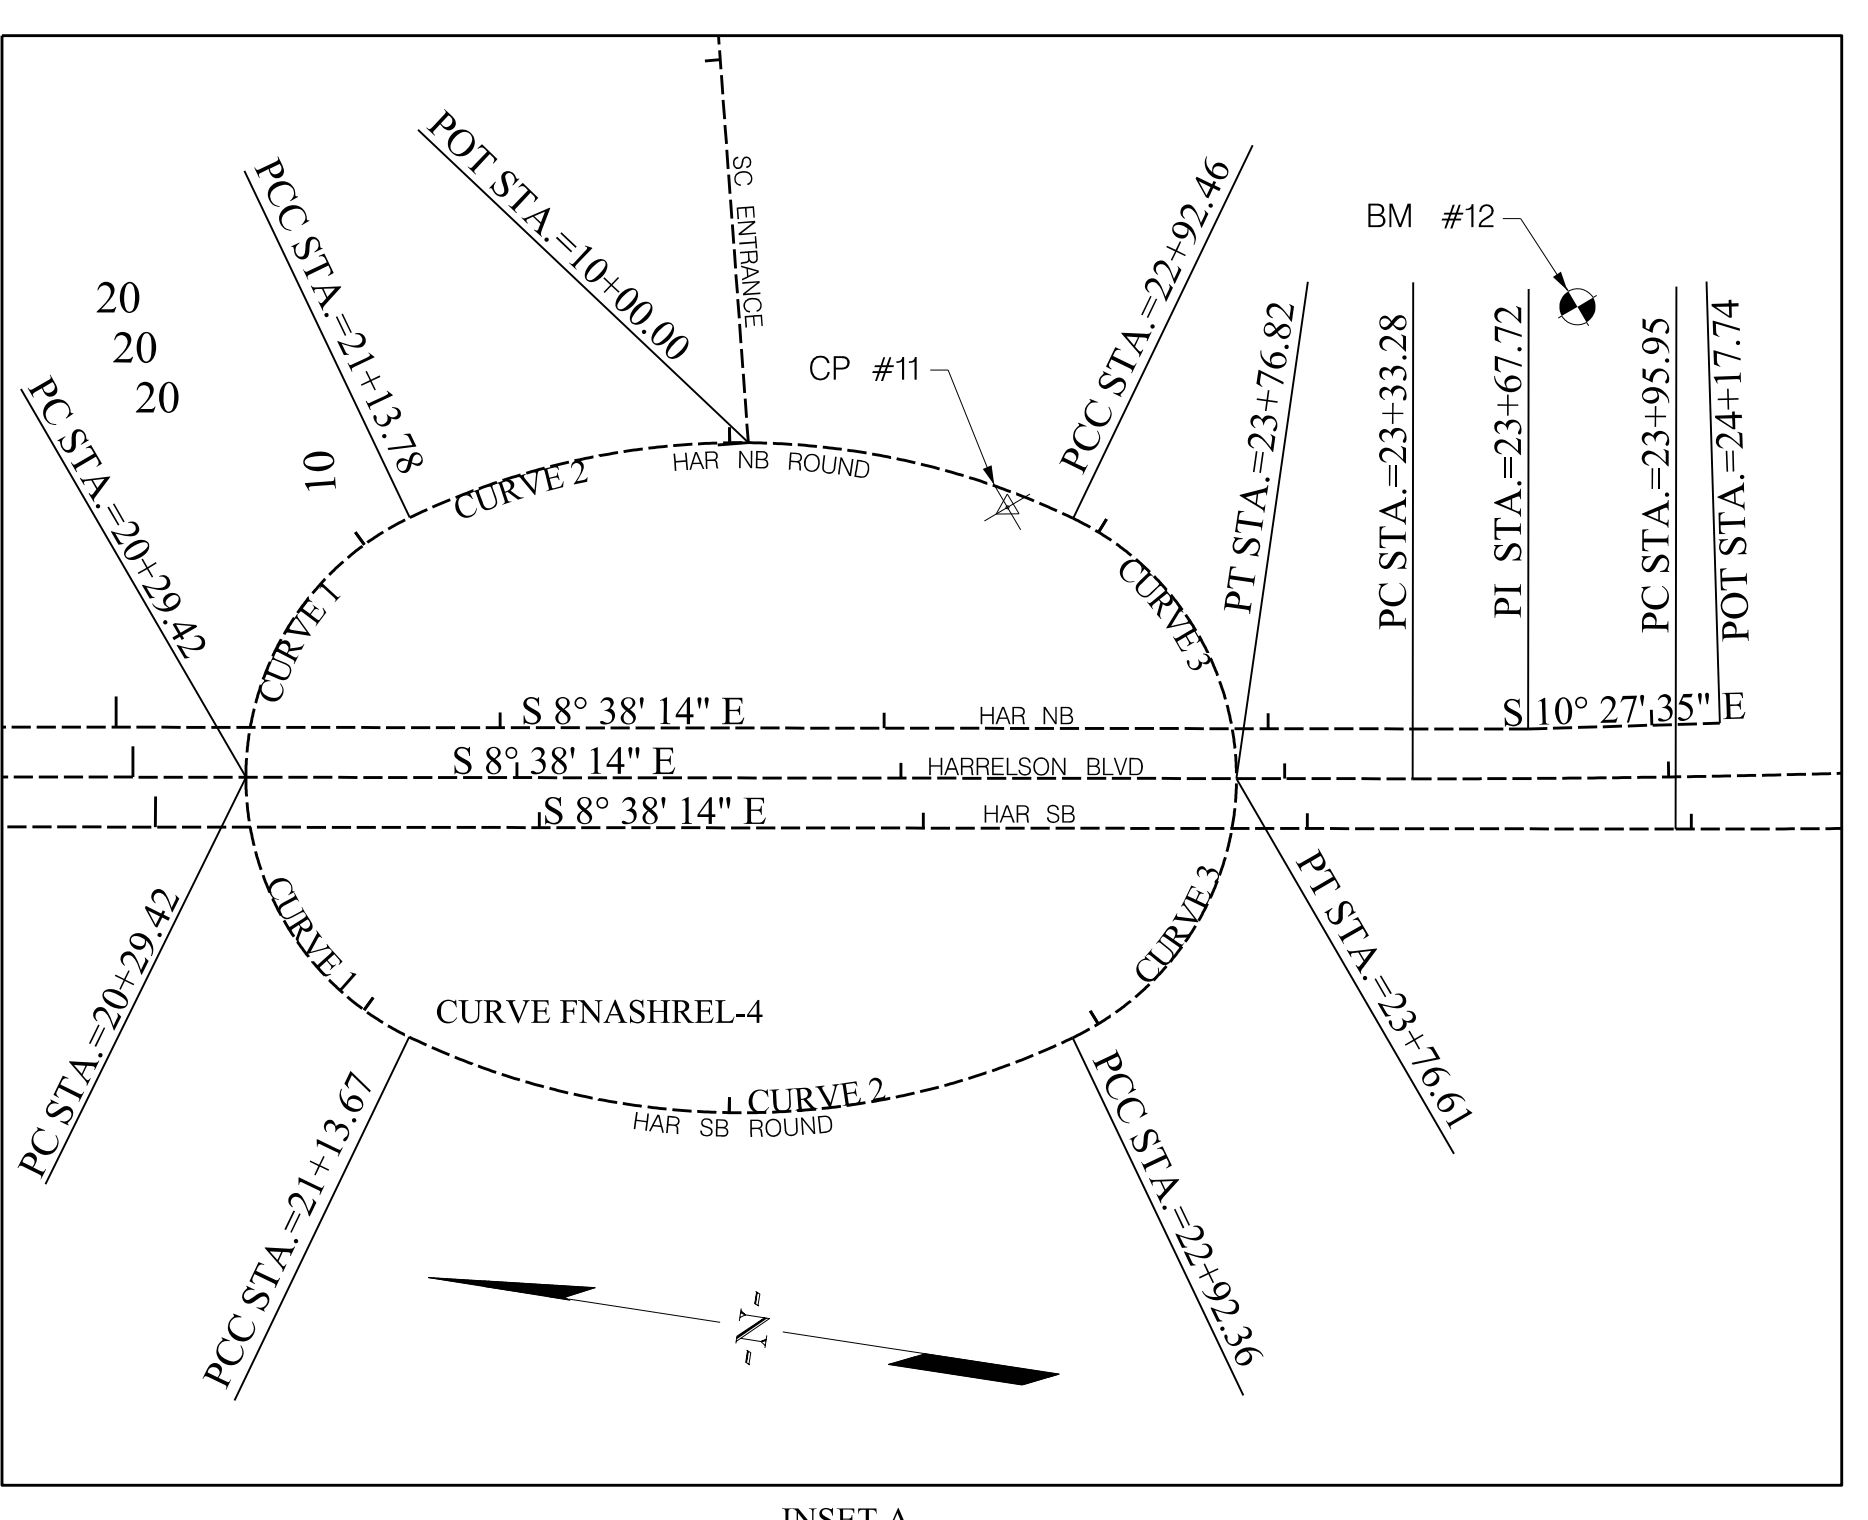 SC ENTRANCE
POT STA.=10+00.00
PCC STA.=21+13.78
PCC STA.=22+92.46
BM #12
20
20
20
PC STA.=20+29.42
10
CP #11
PT STA.=23+76.82
PC STA.=23+33.28
PI STA.=23+67.72
PC STA.=23+95.95
POT STA.=24+17.74
CURVE 2
HAR NB ROUND
CURVE 1
CURVE 3
S 8° 38' 14" E
HAR NB
S 10° 27' 35" E
S 8° 38' 14" E
HARRELSON BLVD
S 8° 38' 14" E
HAR SB
PC STA.=20+29.42
CURVE 1
CURVE 3
PT STA.=23+76.61
CURVE FNASHREL-4
CURVE 2
HAR SB ROUND
PCC STA.=21+13.67
PCC STA.=22+92.36
-N-
INSET A